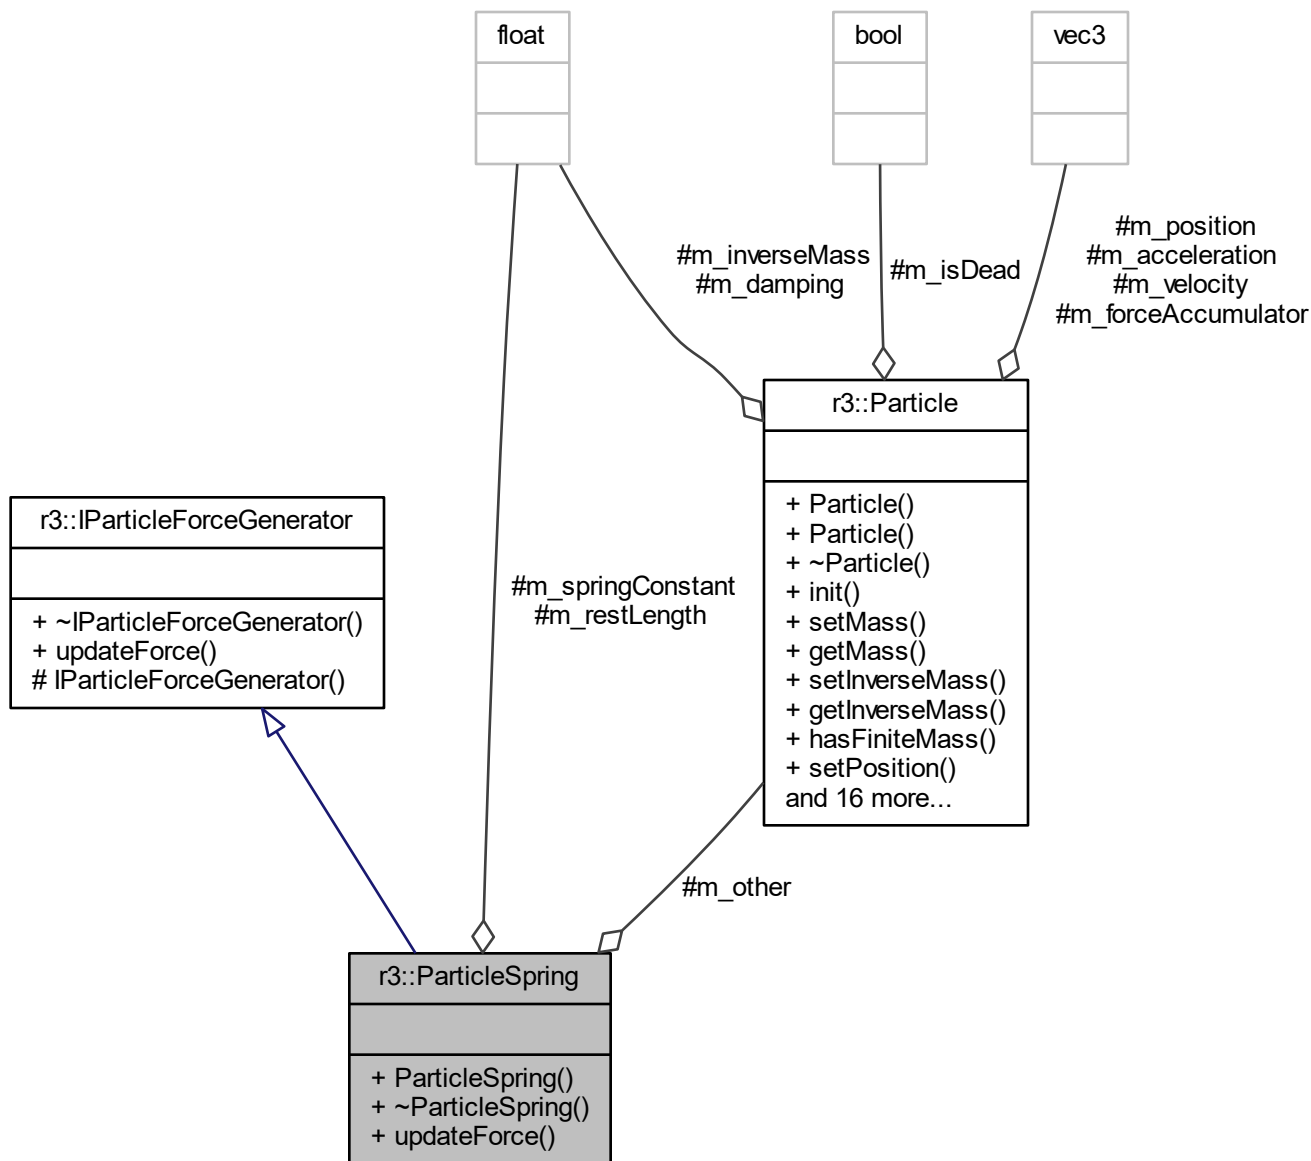 float
bool
vec3
#m_inverseMass
#m_damping
#m_isDead
#m_position
#m_acceleration
#m_velocity
#m_forceAccumulator
r3::Particle
+ Particle()
+ Particle()
+ ~Particle()
+ init()
+ setMass()
+ getMass()
+ setInverseMass()
+ getInverseMass()
+ hasFiniteMass()
+ setPosition()
and 16 more...
r3::IParticleForceGenerator
+ ~IParticleForceGenerator()
+ updateForce()
# IParticleForceGenerator()
#m_springConstant
#m_restLength
#m_other
r3::ParticleSpring
+ ParticleSpring()
+ ~ParticleSpring()
+ updateForce()